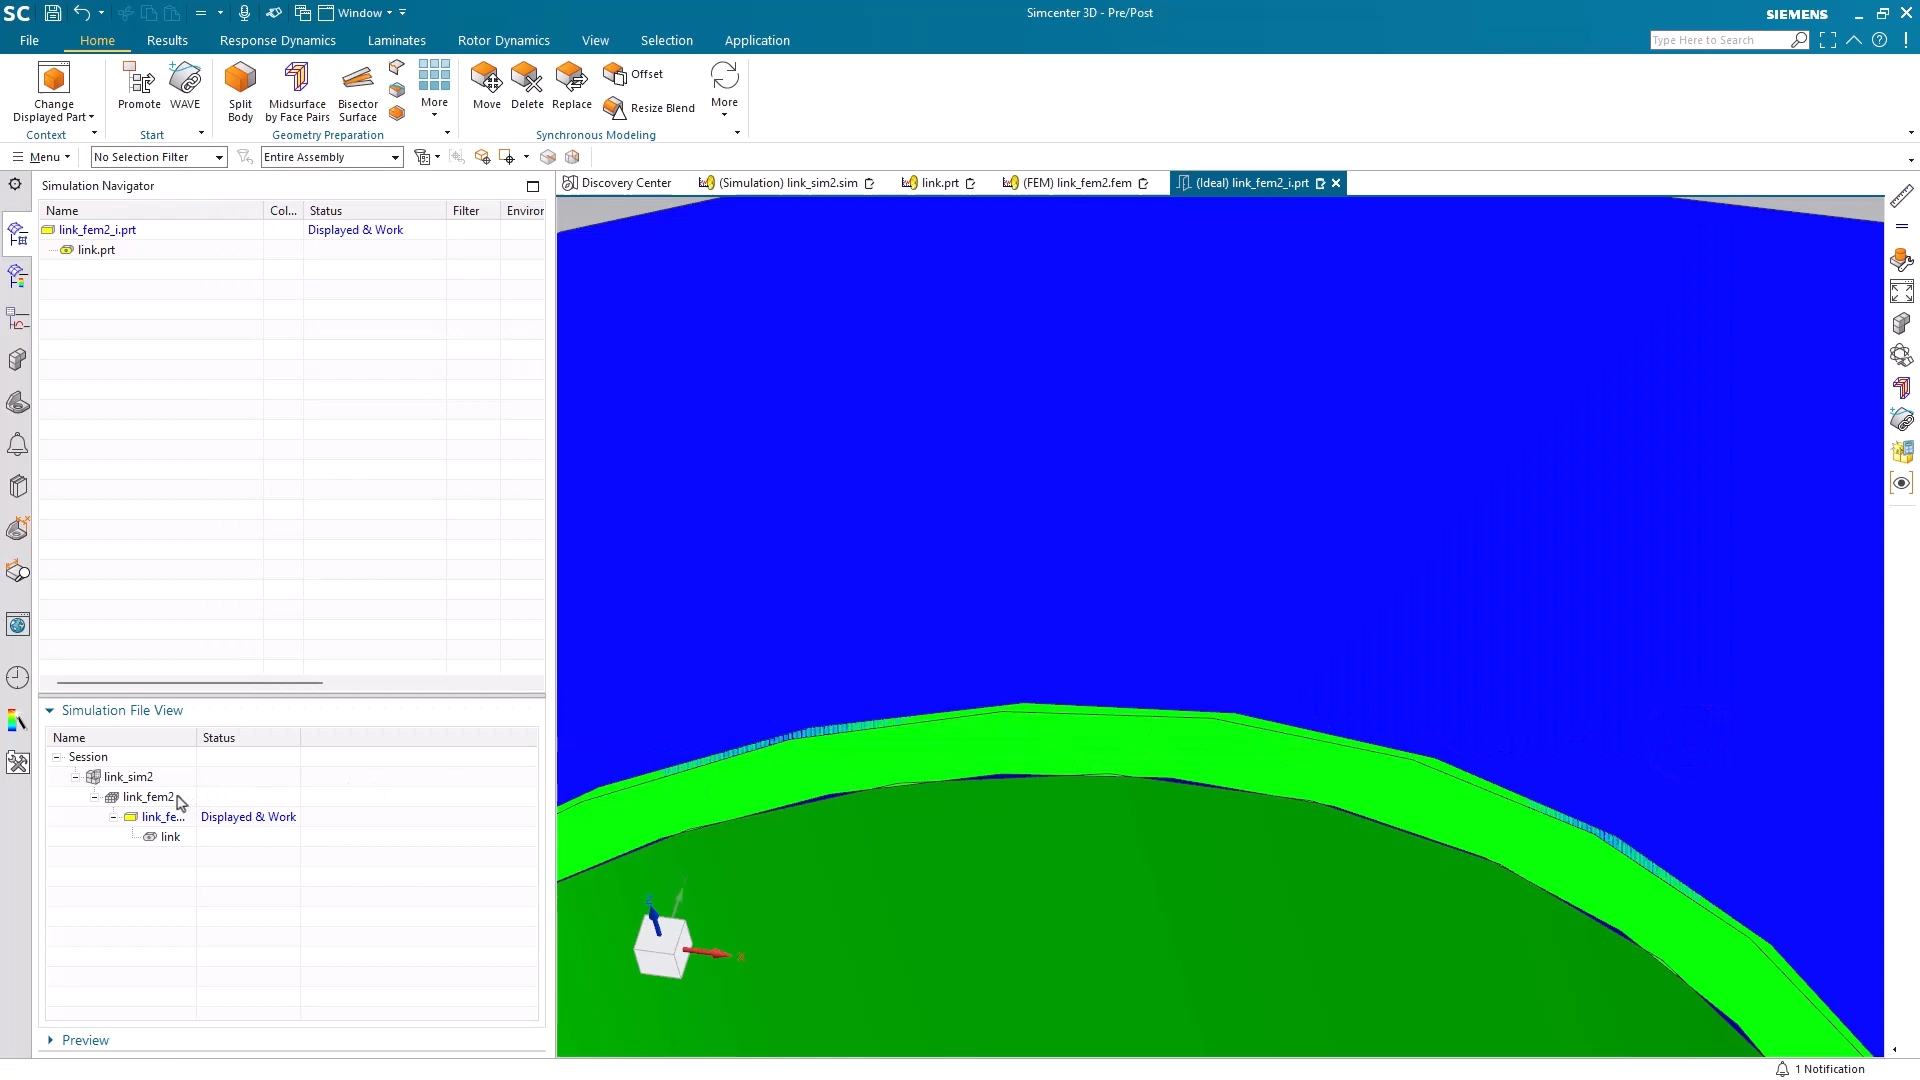 SC
Window
Simcenter 3D - Pre/Post
SIEMENS
File
Home
Results
Response Dynamics
Laminates
Rotor Dynamics
View
Selection
Application
Type Here to Search
Change
Displayed Part
Promote
WAVE
Split
Body
Midsurface
by Face Pairs
Bisector
Surface
More
Move
Delete
Replace
Offset
Resize Blend
More
Context
Start
Geometry Preparation
Synchronous Modeling
Menu
No Selection Filter
Entire Assembly
Simulation Navigator
Discovery Center
(Simulation) link_sim2.sim
link.prt
(FEM) link_fem2.fem
(Ideal) link_fem2_i.prt
Name
Col...
Status
Filter
Environ
link_fem2_i.prt
Displayed & Work
link.prt
Simulation File View
Name
Status
Session
link_sim2
link_fem2
link_fe...
Displayed & Work
link
Preview
X
1 Notification